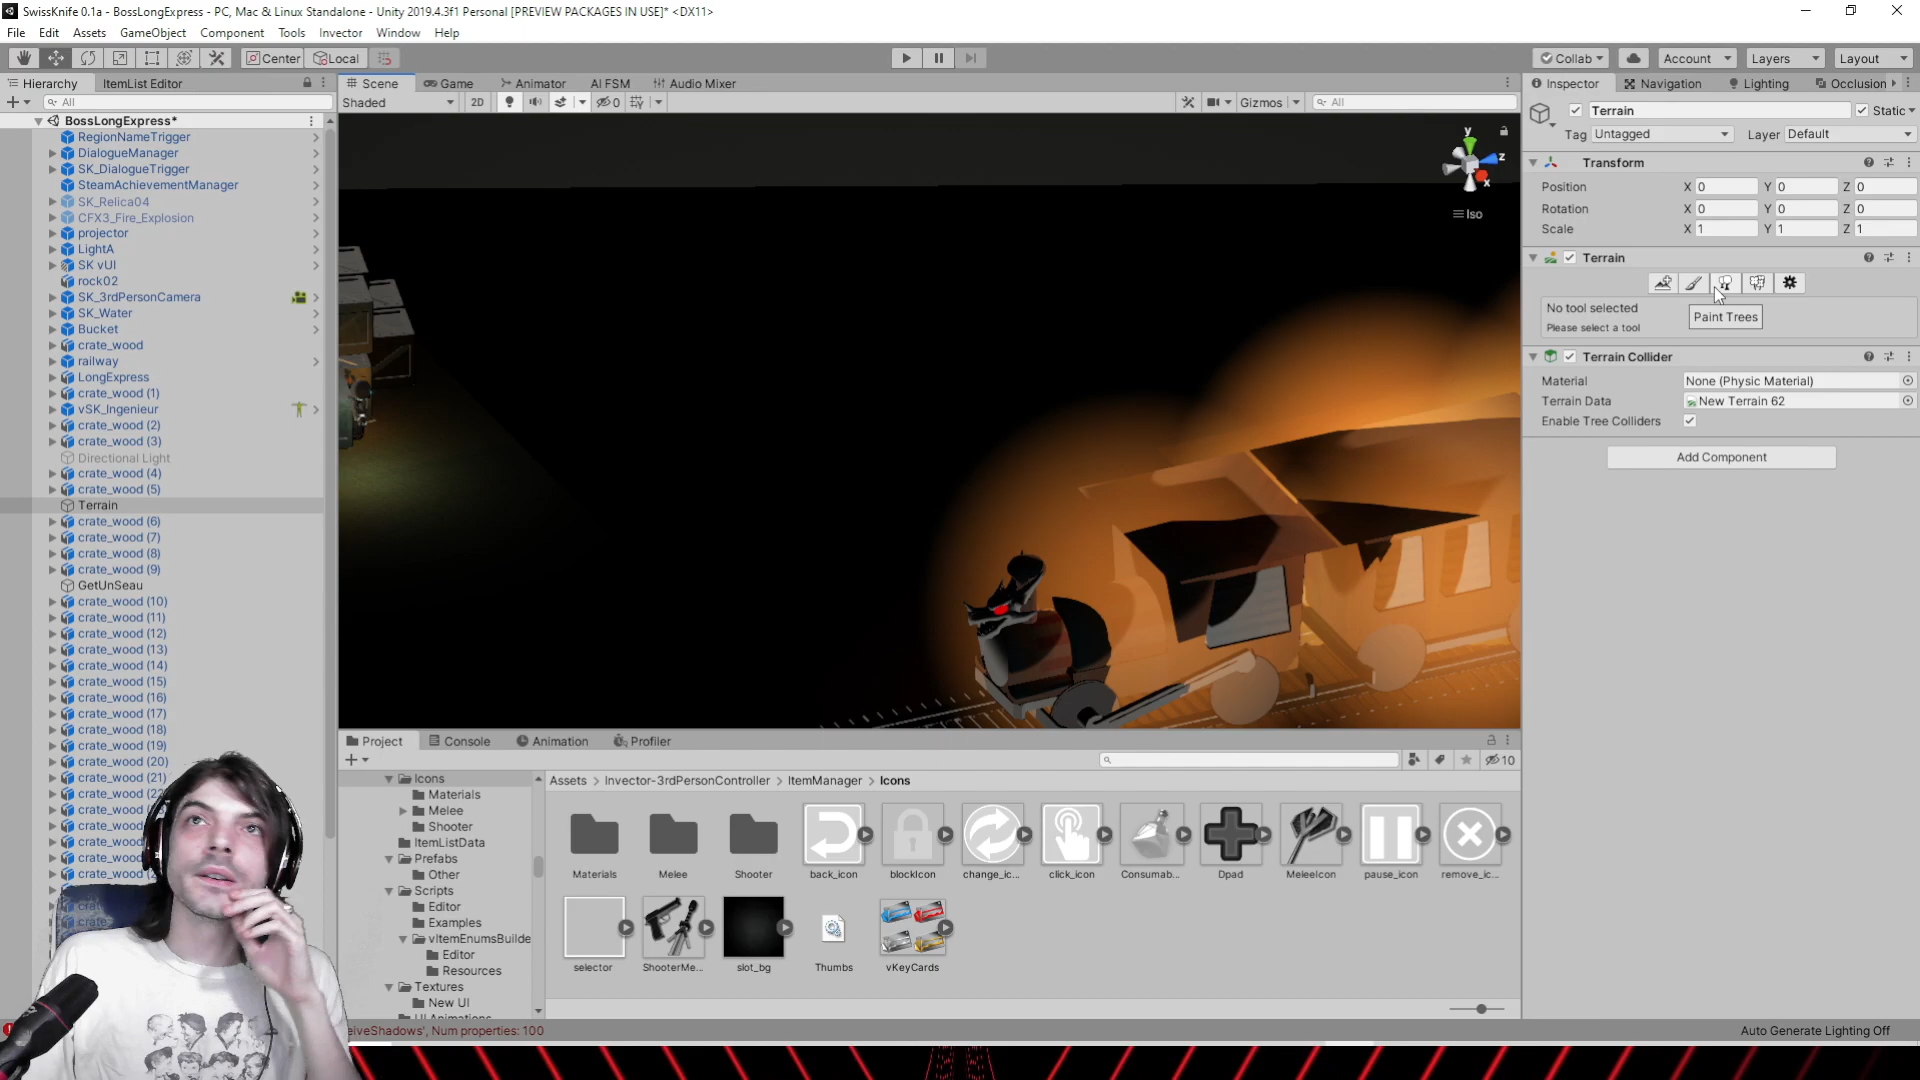 SwissKnife 0.1a - BossLongExpress - PC, Mac & Linux Standalone - Unity 2019.4.3f1 Personal [PREVIEW PACKAGES IN USE]* <DX11>
File Edit Assets GameObject Component Tools Invector Window Help
Center Local Collab Account Layers Layout
Hierarchy ItemList Editor
All
BossLongExpress*
RegionNameTrigger
DialogueManager
SK_DialogueTrigger
SteamAchievementManager
SK_Relica04
CFX3_Fire_Explosion
projector
LightA
SK vUI
rock02
SK_3rdPersonCamera
SK_Water
Bucket
crate_wood
railway
LongExpress
crate_wood (1)
vSK_Ingenieur
crate_wood (2)
crate_wood (3)
Directional Light
crate_wood (4)
crate_wood (5)
Terrain
crate_wood (6)
crate_wood (7)
crate_wood (8)
crate_wood (9)
GetUnSeau
crate_wood (10)
crate_wood (11)
crate_wood (12)
crate_wood (13)
crate_wood (14)
crate_wood (15)
crate_wood (16)
crate_wood (17)
crate_wood (18)
crate_wood (19)
crate_wood (20)
crate_wood (21)
crate_wood (22
crate_wood
crate_wood
crate_wood
crate_wood
Scene Game Animator AI FSM Audio Mixer
Shaded 2D 0 Gizmos All
y
z
x
Iso
Inspector Navigation Lighting Occlusion
Terrain Static
Tag Untagged Layer Default
Transform
Position X 0 Y 0 Z 0
Rotation X 0 Y 0 Z 0
Scale X 1 Y 1 Z 1
Terrain
No tool selected
Please select a tool
Paint Trees
Terrain Collider
Material None (Physic Material)
Terrain Data New Terrain 62
Enable Tree Colliders
Add Component
Project Console Animation Profiler
10
Icons
Materials
Melee
Shooter
ItemListData
Prefabs
Other
Scripts
Editor
Examples
vItemEnumsBuilde
Editor
Resources
Textures
New UI
UI Animations
Assets > Invector-3rdPersonController > ItemManager > Icons
Materials Melee Shooter back_icon blockIcon change_ic... click_icon Consumab... Dpad MeleeIcon pause_icon remove_ic...
selector ShooterMe... slot_bg Thumbs vKeyCards
eiveShadows', Num properties: 100
Auto Generate Lighting Off